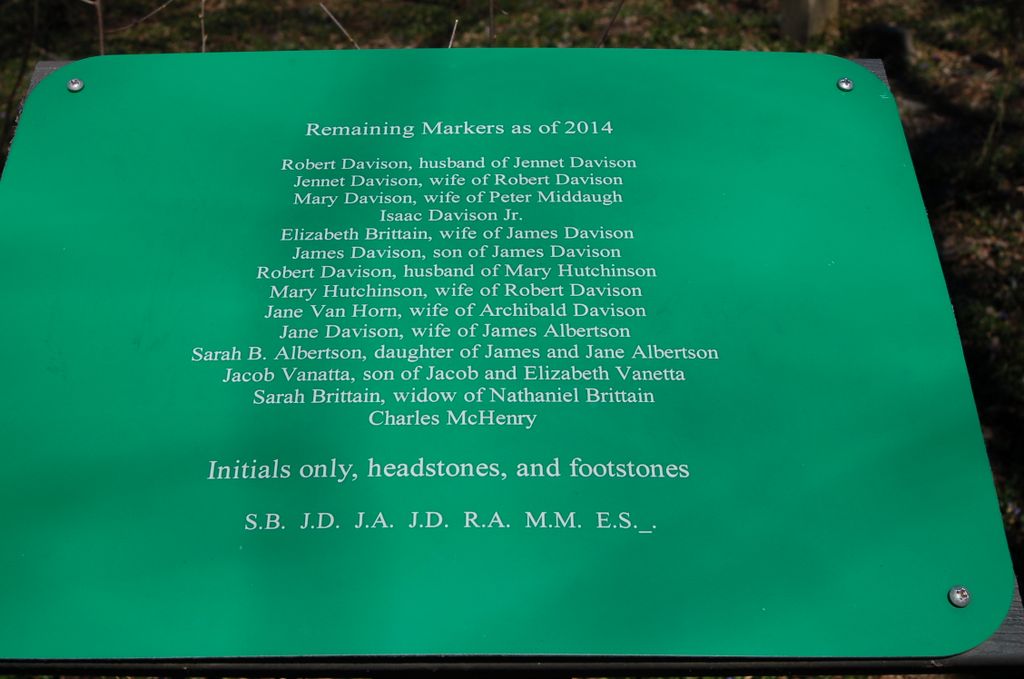 Remaining Markers as of 2014
Robert Davison, husband of Jennet Davison
Jennet Davison, wife of Robert Davison
Mary Davison, wife of Peter Middaugh
Isaac Davison Jr.
Elizabeth Brittain, wife of James Davison
James Davison, son of James Davison
Robert Davison, husband of Mary Hutchinson
Mary Hutchinson, wife of Robert Davison
Jane Van Horn, wife of Archibald Davison
Jane Davison, wife of James Albertson
Sarah B. Albertson, daughter of James and Jane Albertson
Jacob Vanatta, son of Jacob and Elizabeth Vanetta
Sarah Brittain, widow of Nathaniel Brittain
Charles McHenry
Initials only, headstones, and footstones
S.B. J.D. J.A. J.D. R.A. M.M. E.S._.